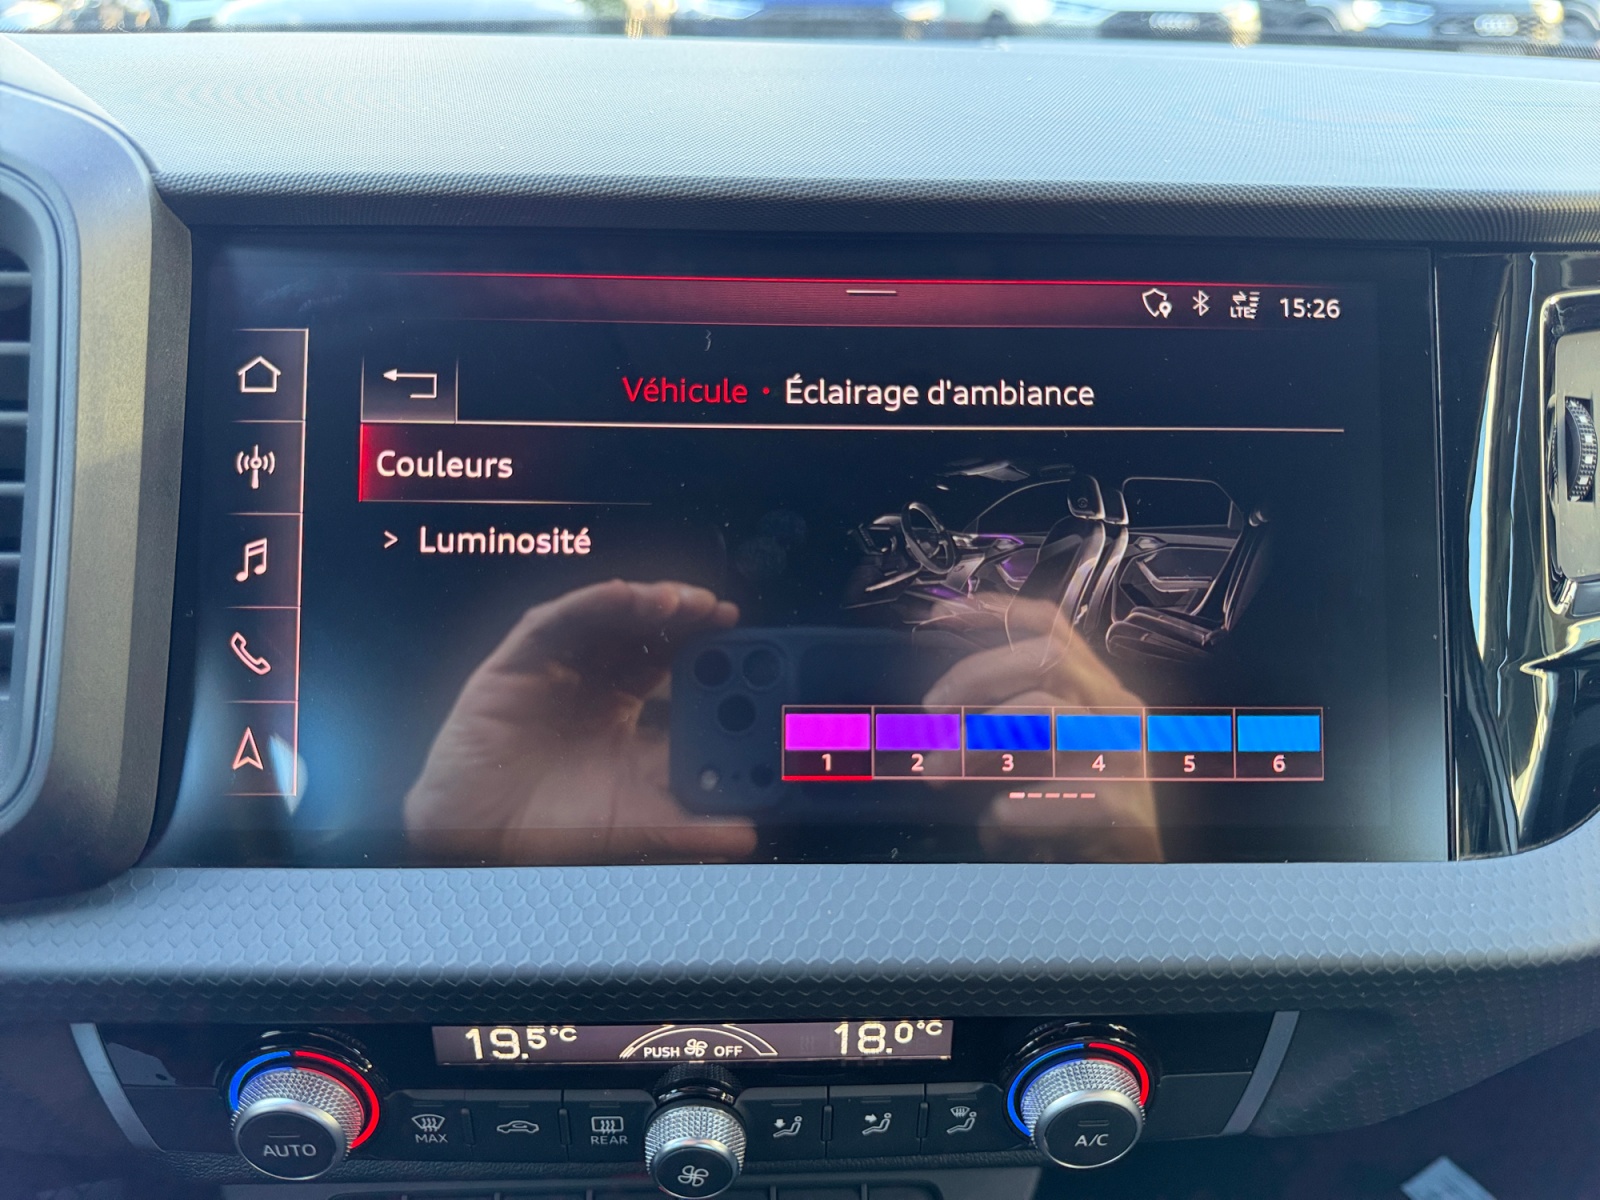 LTE 15:26
Véhicule • Éclairage d'ambiance
Couleurs
> Luminosité
1 2 3 4 5 6
19.5°C
PUSH OFF
18.0°C
AUTO
MAX
REAR
A/C